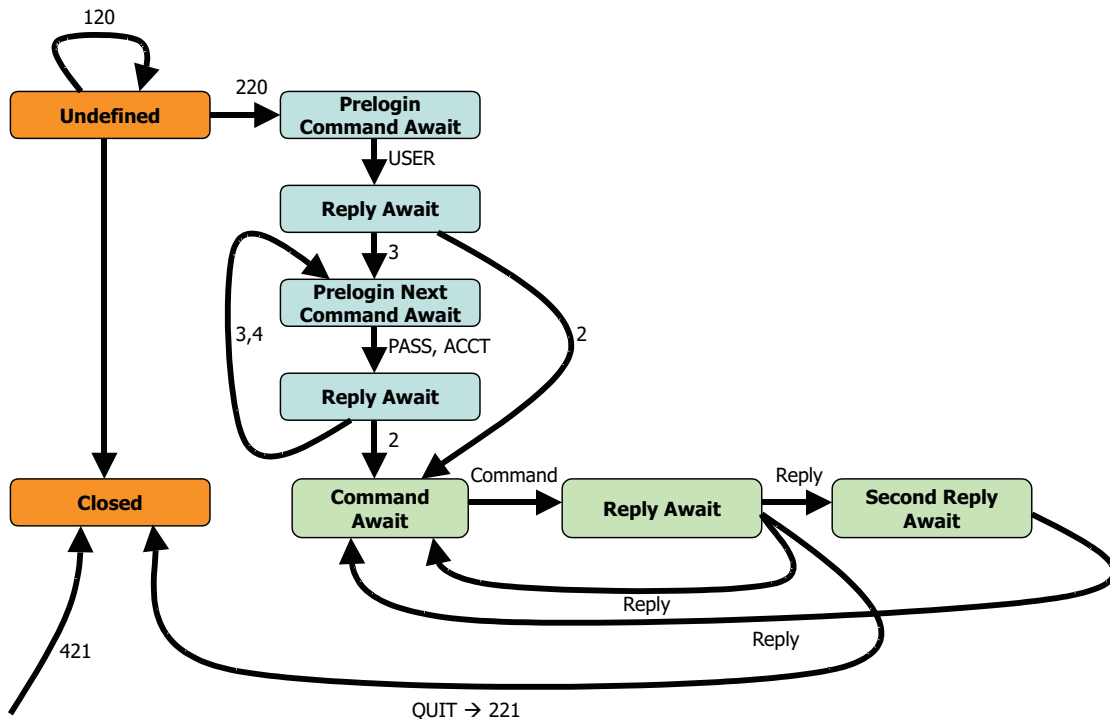 120
220
Undefined
Prelogin
Command Await
USER
Reply Await
3
Prelogin Next
Command Await
3,4
2
PASS, ACCT
Reply Await
2
Command
Reply
Closed
Command
Await
Reply Await
Second Reply
Await
Reply
Reply
421
QUIT → 221